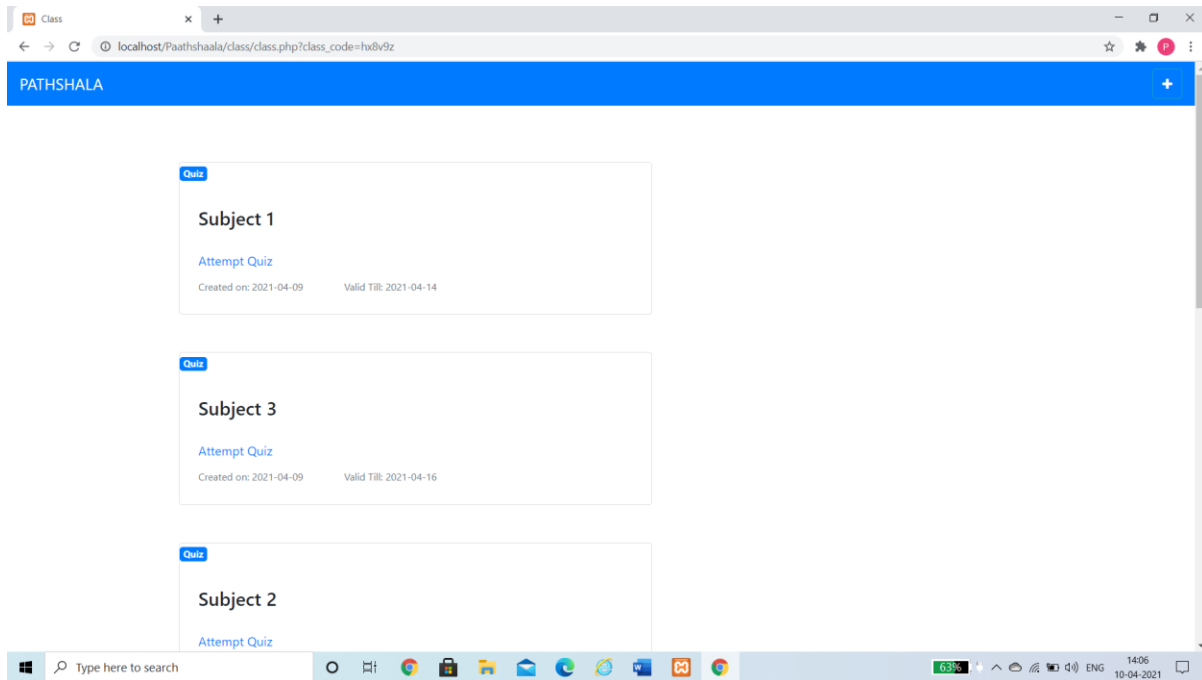 Class
localhost/Paathshaala/class/class.php?class_code=hx8v9z
P
PATHSHALA
Quiz
Subject 1
Attempt Quiz
Created on: 2021-04-09 Valid Till: 2021-04-14
Quiz
Subject 3
Attempt Quiz
Created on: 2021-04-09 Valid Till: 2021-04-16
Quiz
Subject 2
Attempt Quiz
Type here to search
63% ENG 14:06
10-04-2021